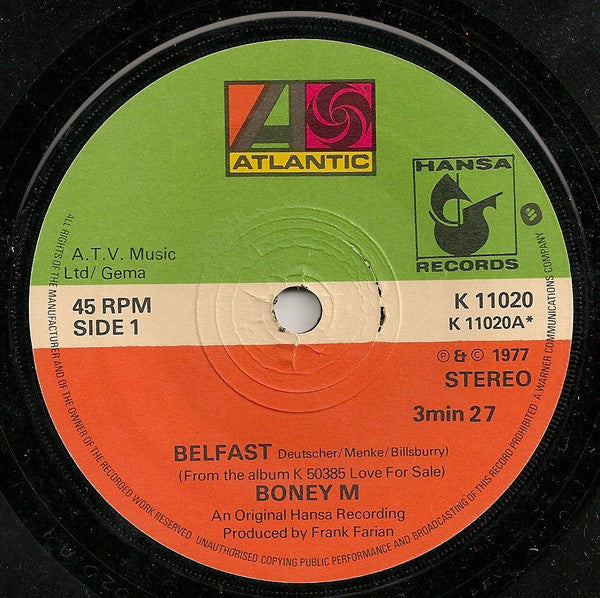 ATLANTIC
HANSA
RECORDS
A.T.V. Music
Ltd/ Gema
45 RPM
SIDE 1
K 11020
K 11020A*
Ⓟ & © 1977
STEREO
3min 27
BELFAST Deutscher/Menke/Billsburry)
(From the album K 50385 Love For Sale)
BONEY M
An Original Hansa Recording
Produced by Frank Farian
ALL RIGHTS OF THE MANUFACTURER AND OF THE OWNER OF THE RECORDED WORK RESERVED. UNAUTHORISED COPYING PUBLIC PERFORMANCE AND BROADCASTING OF THIS RECORD PROHIBITED. A WARNER COMMUNICATIONS COMPANY